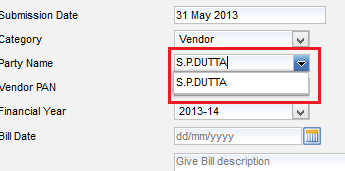 Submission Date 31 May 2013
Category Vendor
Party Name S.P.DUTTA
S.P.DUTTA
Vendor PAN
Financial Year 2013-14
Bill Date dd/mm/yyyy
Give Bill description